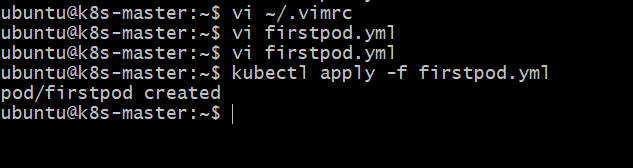 ubuntu@k8s-master:~$ vi ~/.vimrc
ubuntu@k8s-master:~$ vi firstpod.yml
ubuntu@k8s-master:~$ vi firstpod.yml
ubuntu@k8s-master:~$ kubectl apply -f firstpod.yml
pod/firstpod created
ubuntu@k8s-master:~$